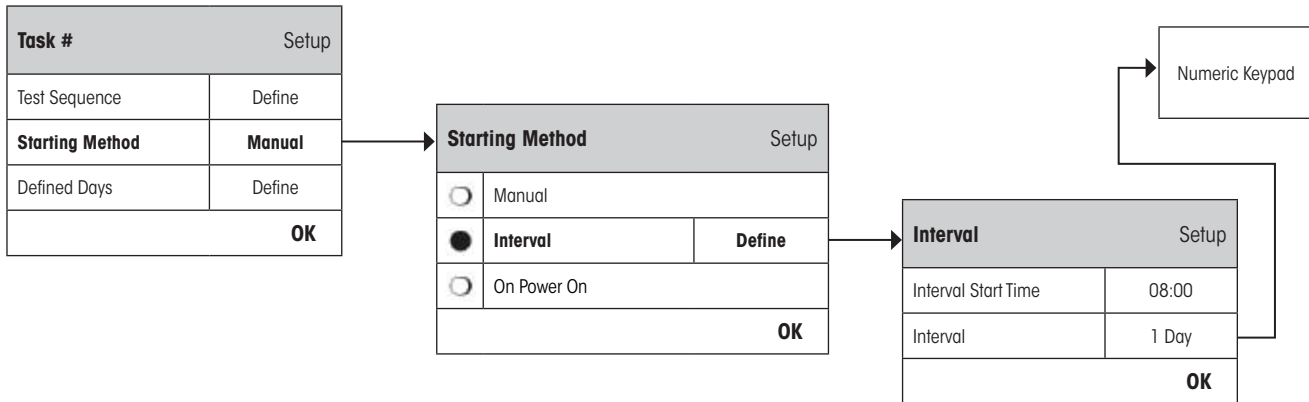 Task # Setup
Test Sequence Define
Starting Method Manual
Defined Days Define
OK
Starting Method Setup
Manual
Interval Define
On Power On
OK
Interval Setup
Interval Start Time 08:00
Interval 1 Day
OK
Numeric Keypad